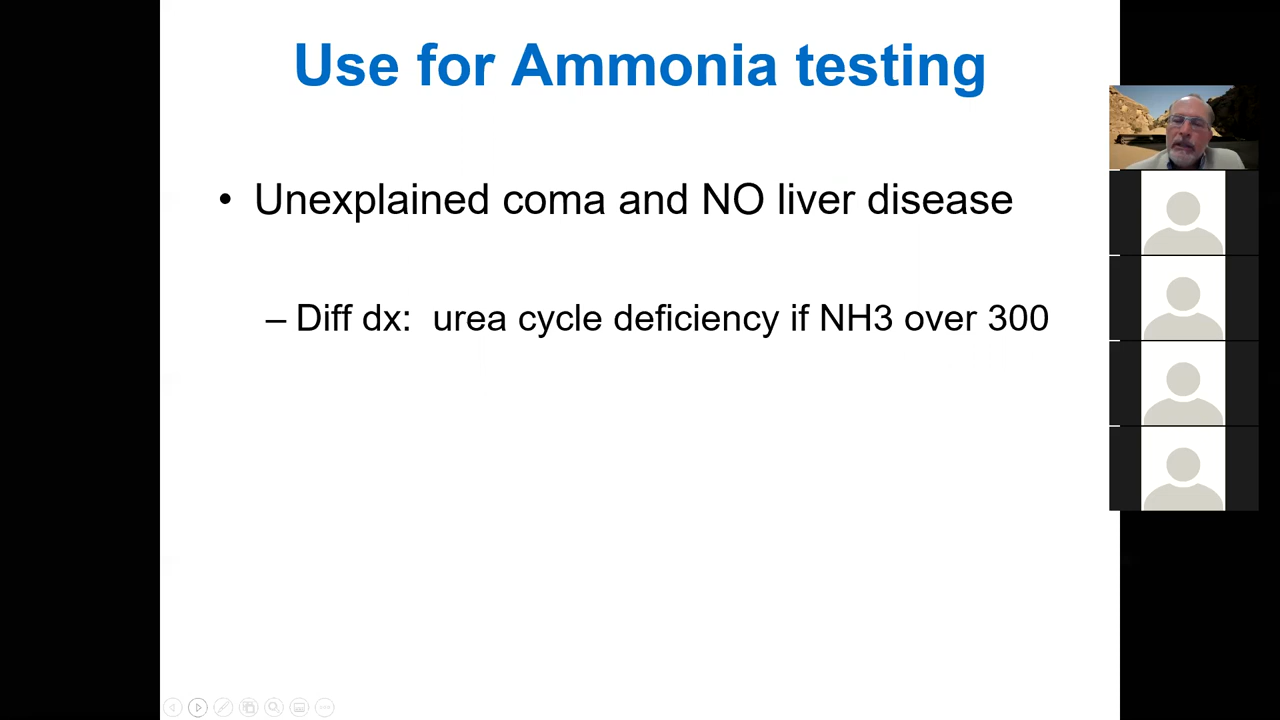 Use for Ammonia testing
• Unexplained coma and NO liver disease
– Diff dx: urea cycle deficiency if NH3 over 300